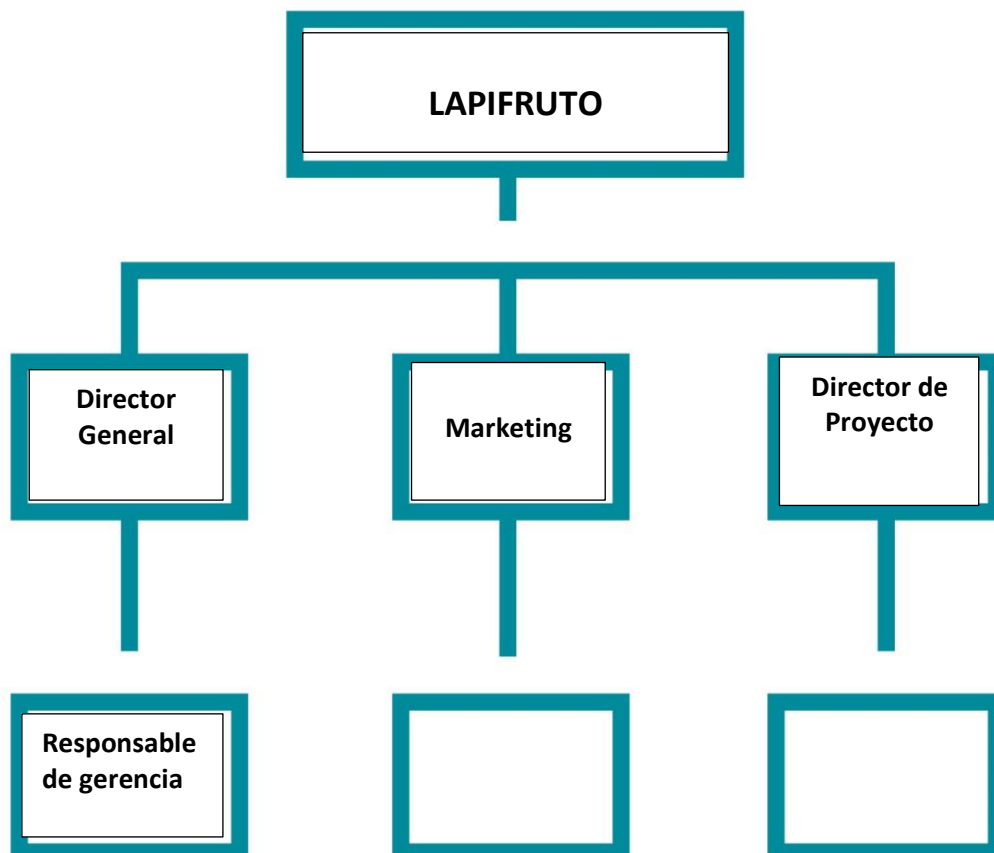 LAPIFRUTO
Director
General
Marketing
Director de
Proyecto
Responsable
de gerencia